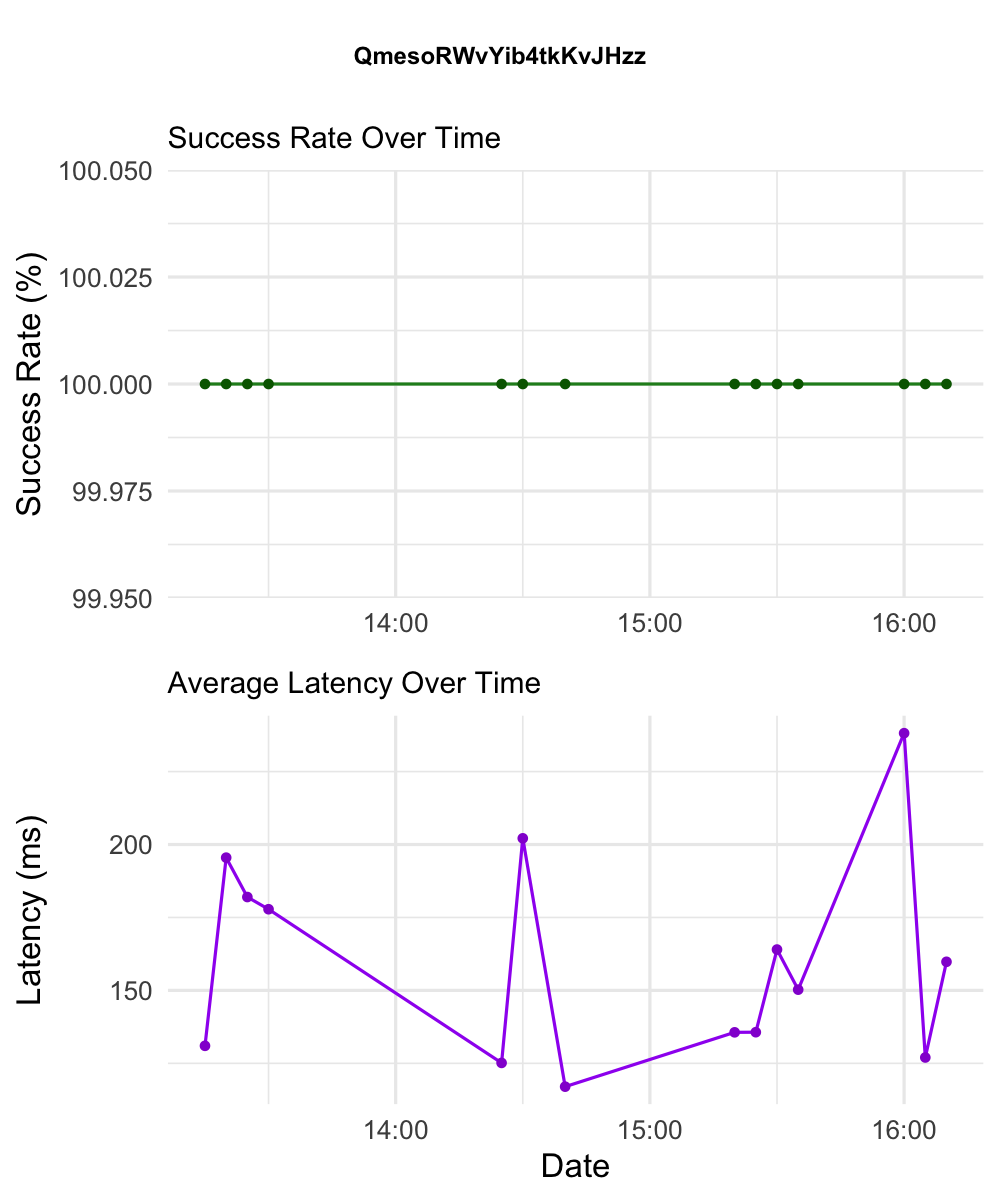 QmesoRWvYib4tkKvJHzz
Success Rate Over Time
Success Rate (%)
100.050
100.025
100.000
99.975
99.950
14:00 15:00 16:00
Average Latency Over Time
Latency (ms)
200
150
14:00 15:00 16:00
Date